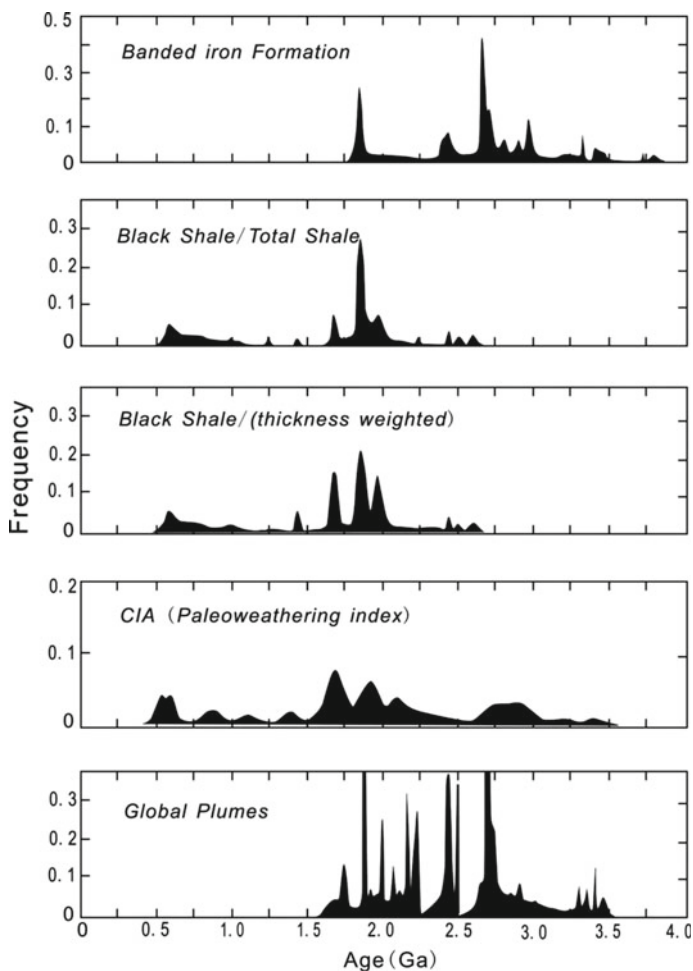 0.5
Banded iron Formation
0.3
0.1
0
Black Shale/Total Shale
0.3
0.2
0.1
0
Black Shale/(thickness weighted)
0.3
0.2
0.1
0
Frequency
0.2
CIA (Paleoweathering index)
0.1
0
0.3
Global Plumes
0.2
0.1
0
0 0.5 1.0 1.5 2.0 2.5 3.0 3.5 4.0
Age(Ga)